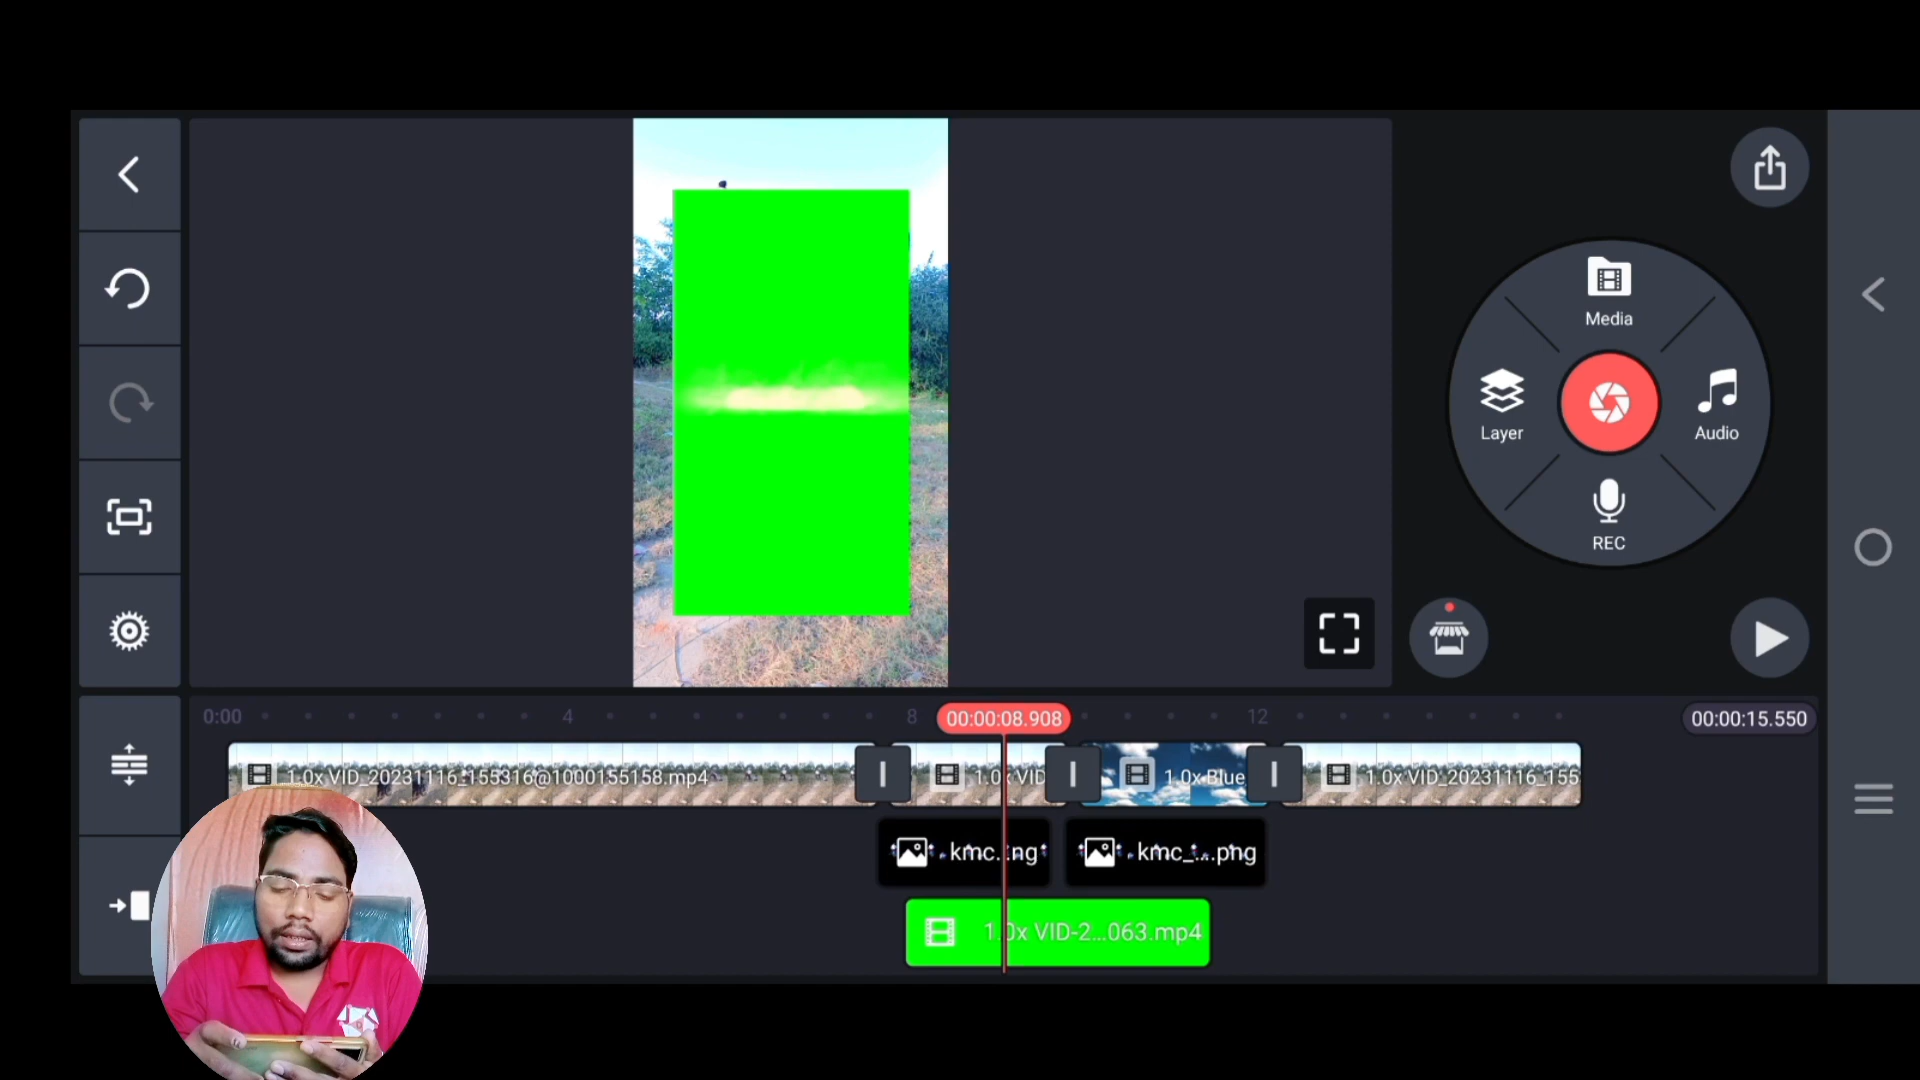 Media
Layer
Audio
REC
0:00
4
8
00:00:08.908
12
00:00:15.550
1.0x VID_20231116_155316@1000155158.mp4
1.0x VID
1.0x Blue
1.0x VID_20231116_155
kmc...ng
kmc_...png
1.0x VID-2...063.mp4